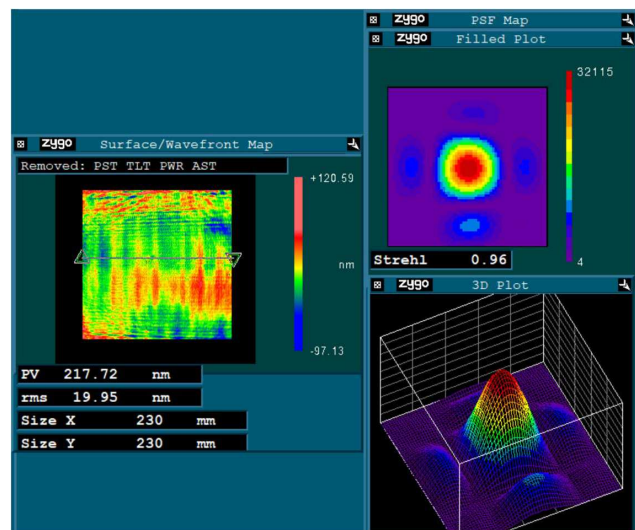 zygo PSF Map
zygo Filled Plot
32115
4
Strehl 0.96
zygo Surface/Wavefront Map
Removed: PST TLT PWR AST
+120.59
nm
-97.13
PV 217.72 nm
rms 19.95 nm
Size X 230 mm
Size Y 230 mm
zygo 3D Plot